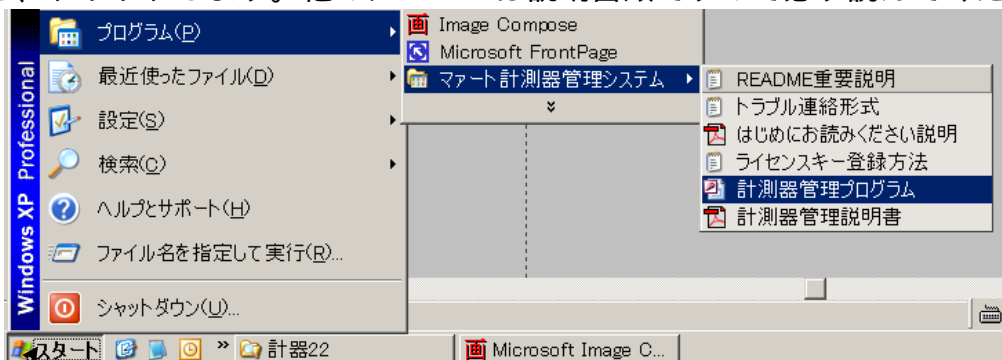 プログラム(P)
最近使ったファイル(D)
設定(S)
検索(C)
ヘルプとサポート(H)
ファイル名を指定して実行(R)...
シャットダウン(U)...
Windows XP Professional
Image Compose
Microsoft FrontPage
マァート計測器管理システム
README重要説明
トラブル連絡形式
はじめにお読みください説明
ライセンスキー登録方法
計測器管理プログラム
計測器管理説明書
スタート
計器22
Microsoft Image C...